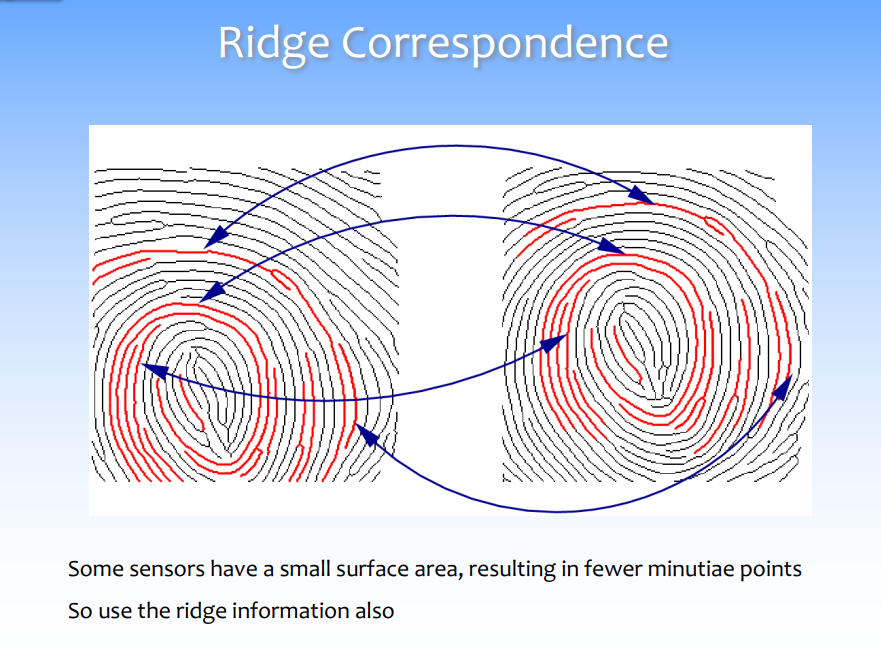 Ridge Correspondence
Some sensors have a small surface area, resulting in fewer minutiae points
So use the ridge information also